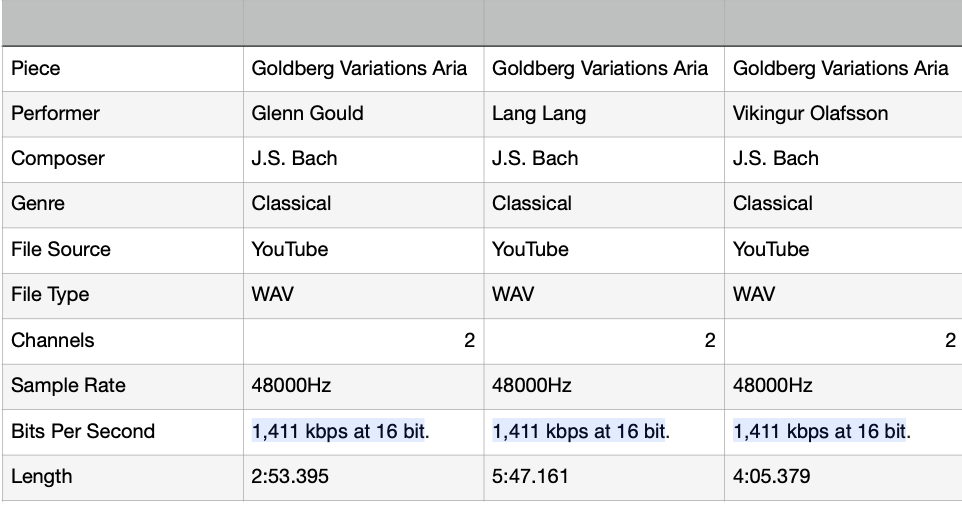 Piece Goldberg Variations Aria Goldberg Variations Aria Goldberg Variations Aria
Performer Glenn Gould Lang Lang Vikingur Olafsson
Composer J.S. Bach J.S. Bach J.S. Bach
Genre Classical Classical Classical
File Source YouTube YouTube YouTube
File Type WAV WAV WAV
Channels 2 2 2
Sample Rate 48000Hz 48000Hz 48000Hz
Bits Per Second 1,411 kbps at 16 bit. 1,411 kbps at 16 bit. 1,411 kbps at 16 bit.
Length 2:53.395 5:47.161 4:05.379